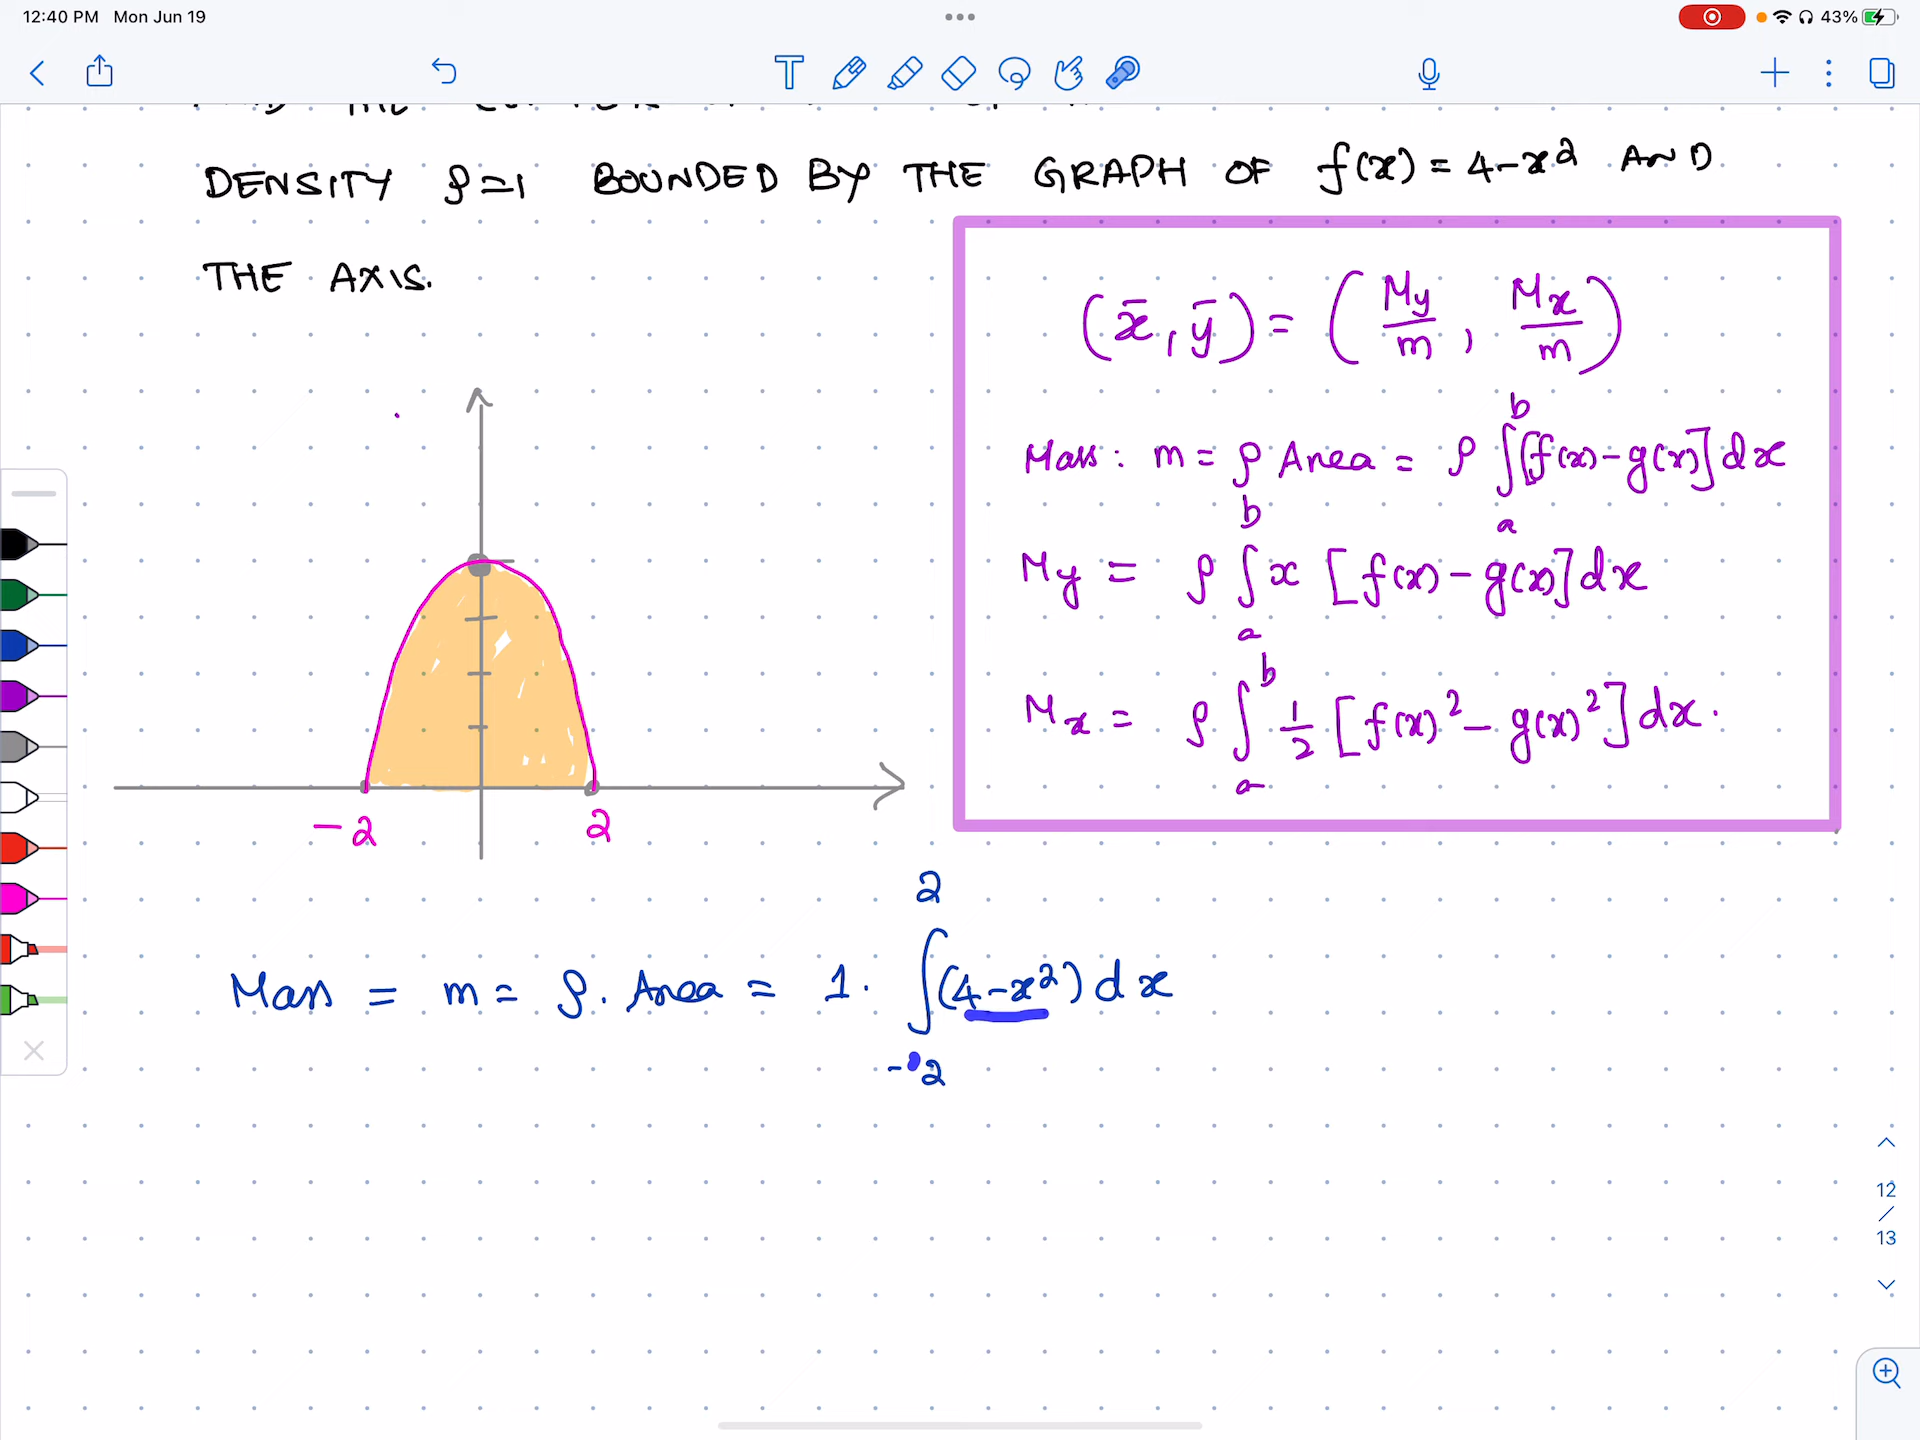 12:40 PM Mon Jun 19
43%
DENSITY ρ=1 BOUNDED BY THE GRAPH OF f(x) = 4-x² AND
THE AXIS.
(x̄, ȳ) = (My/m, Mx/m)
Mass: m = ρ Area = ρ ∫ₐᵇ [f(x)-g(x)] dx
My = ρ ∫ₐᵇ x [f(x)-g(x)] dx
Mx = ρ ∫ₐᵇ 1/2 [f(x)² - g(x)²] dx.
-2
2
Mass = m = ρ. Area = 1. ∫₋₂² (4-x²) dx
12
/
13